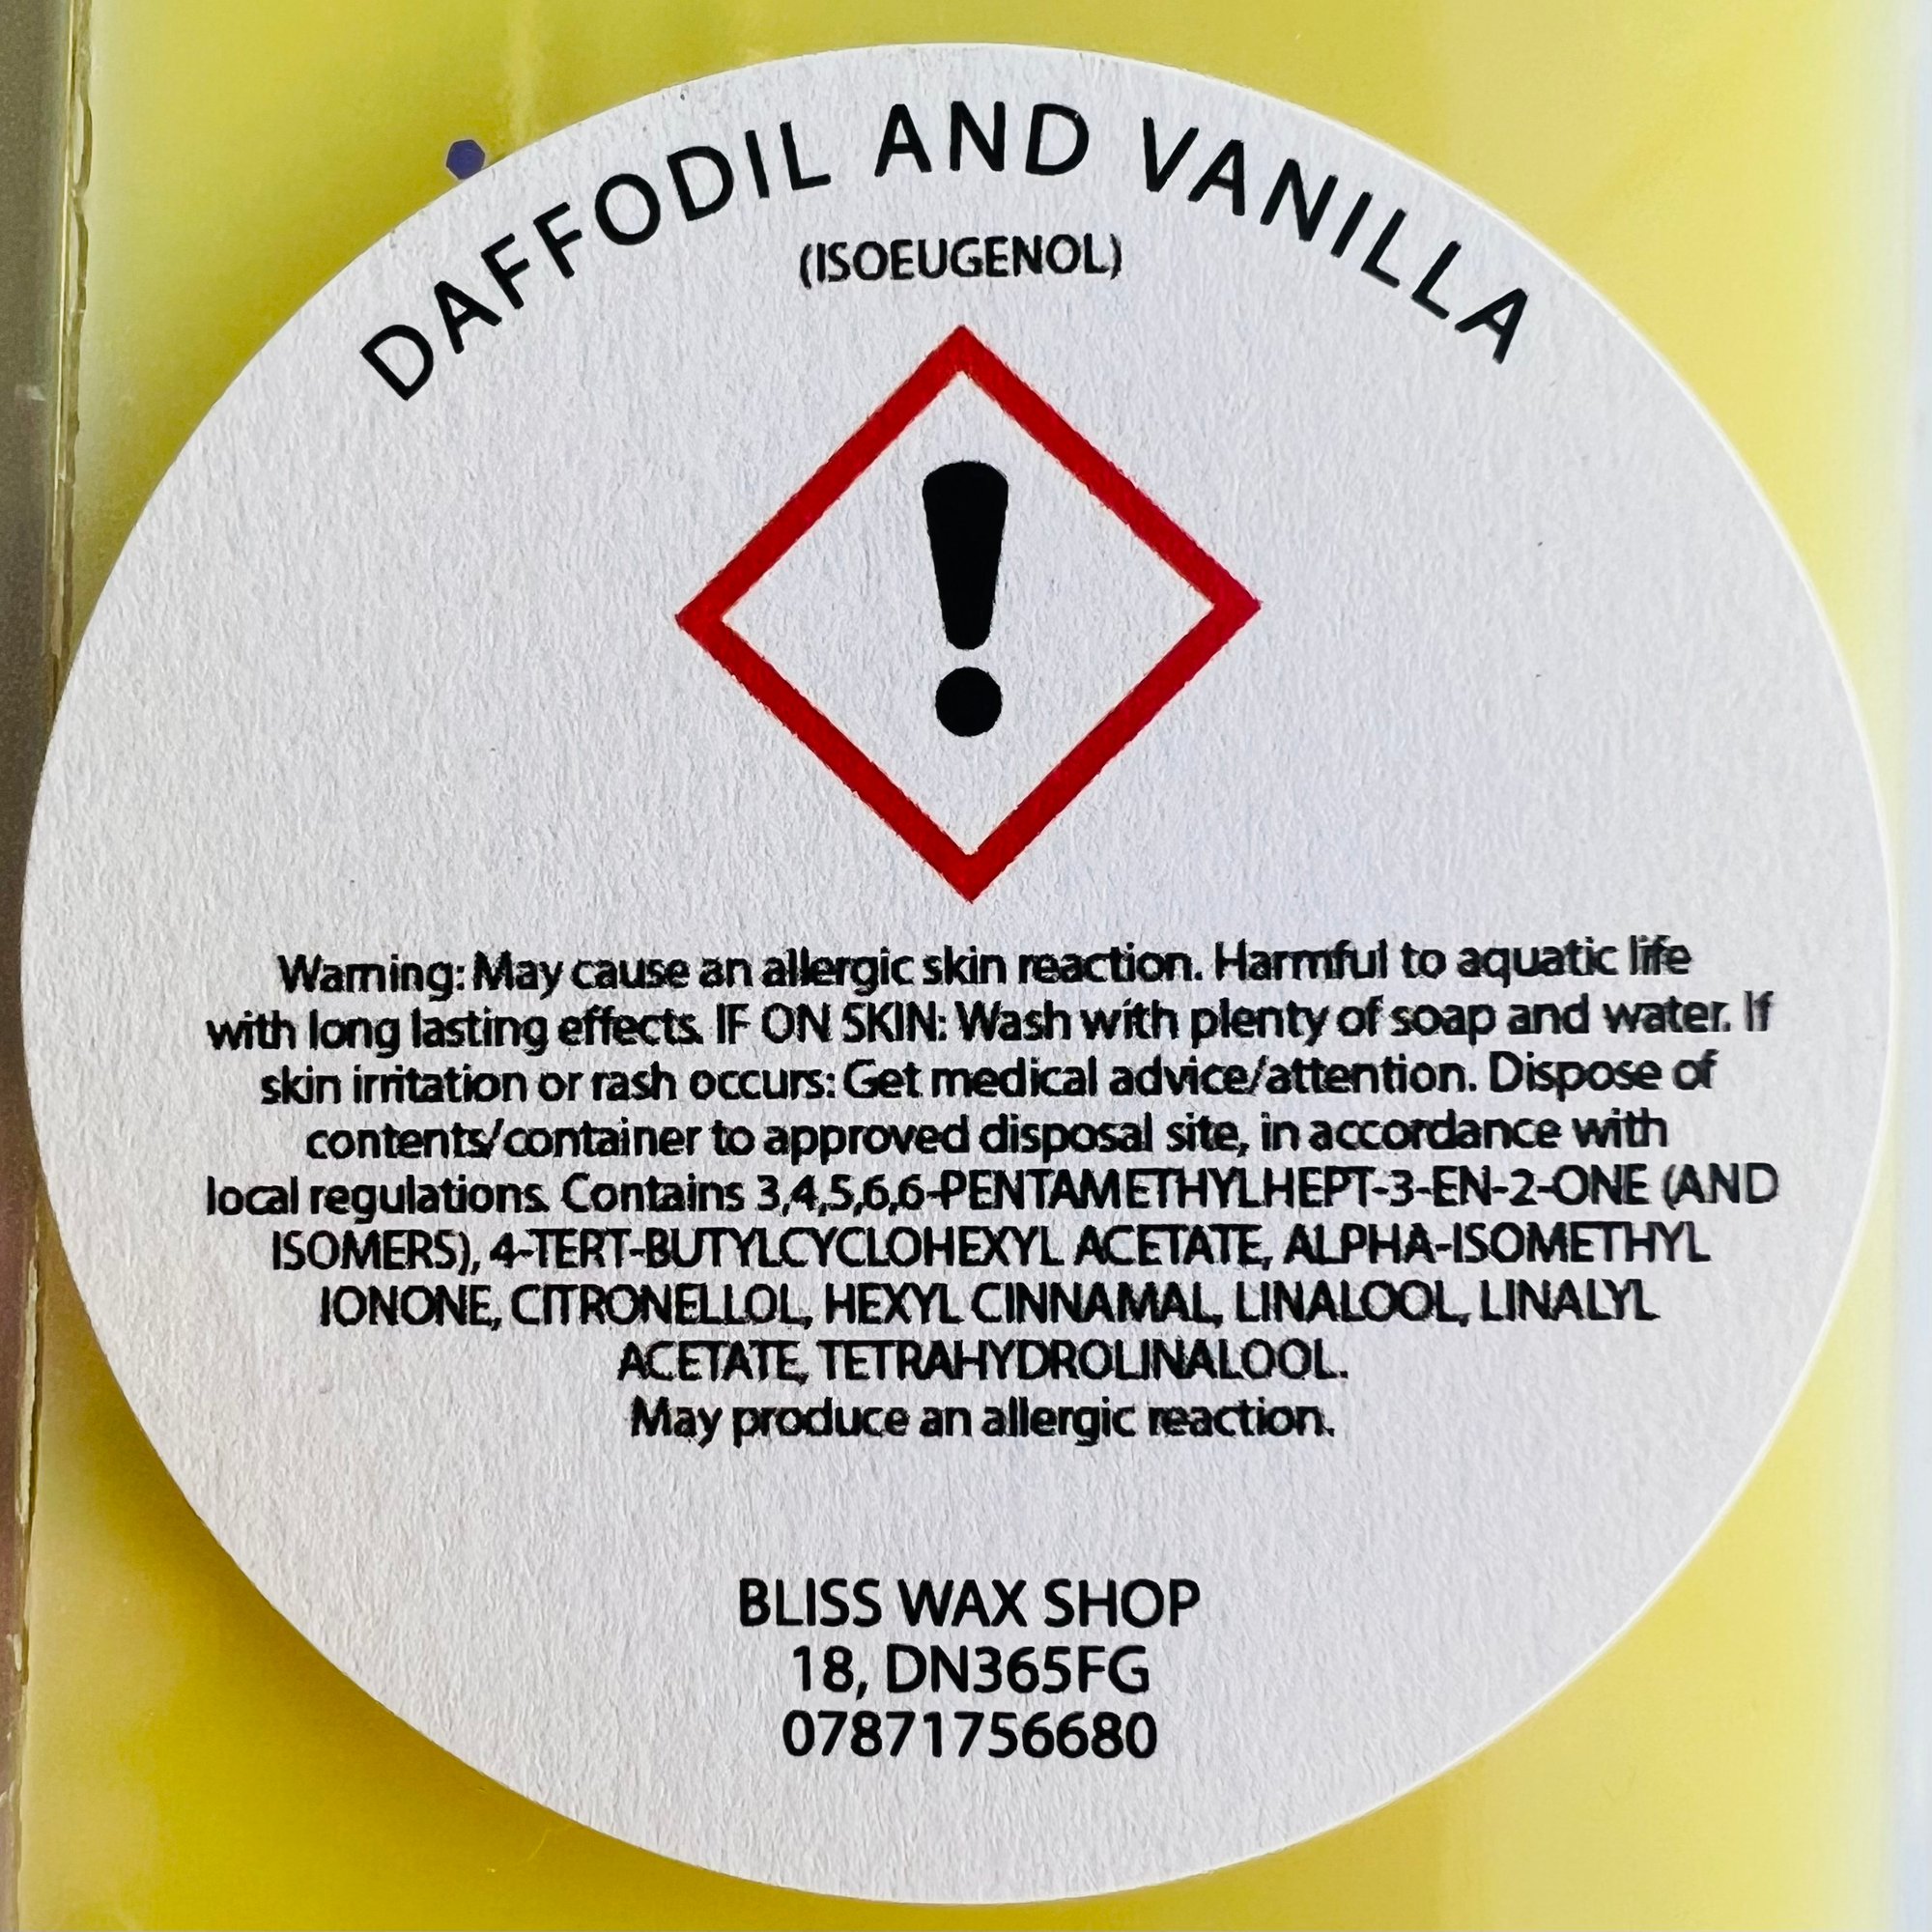 DAFFODIL AND VANILLA
(ISOEUGENOL)
Warning: May cause an allergic skin reaction. Harmful to aquatic life
with long lasting effects. IF ON SKIN: Wash with plenty of soap and water. If
skin irritation or rash occurs: Get medical advice/attention. Dispose of
contents/container to approved disposal site, in accordance with
local regulations. Contains 3,4,5,6,6-PENTAMETHYLHEPT-3-EN-2-ONE (AND
ISOMERS), 4-TERT-BUTYLCYCLOHEXYL ACETATE, ALPHA-ISOMETHYL
IONONE, CITRONELLOL, HEXYL CINNAMAL, LINALOOL, LINALYL
ACETATE, TETRAHYDROLINALOOL.
May produce an allergic reaction.
BLISS WAX SHOP
18, DN365FG
07871756680